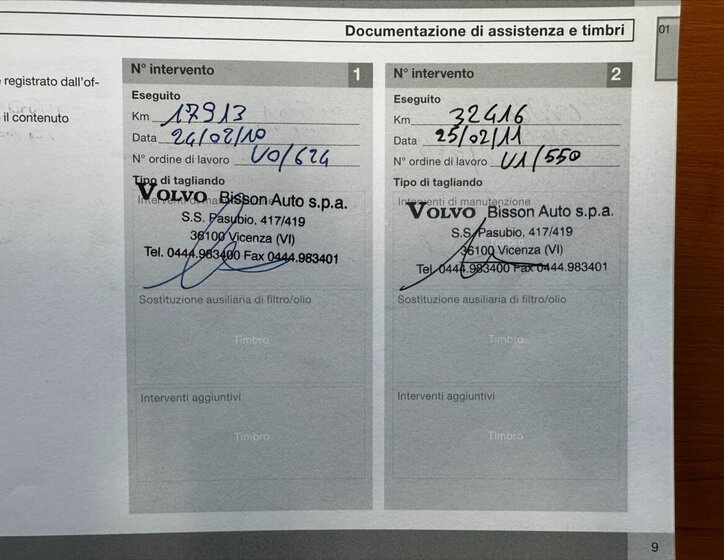 Documentazione di assistenza e timbri
01
e registrato dall'of-
il contenuto
N° intervento 1
Eseguito
Km 17913
Data 24/02/10
N° ordine di lavoro V0/624
Tipo di tagliando
VOLVO Bisson Auto s.p.a.
S.S. Pasubio, 417/419
36100 Vicenza (VI)
Tel. 0444.983400 Fax 0444.983401
Sostituzione ausiliaria di filtro/olio
Timbro
Interventi aggiuntivi
Timbro
N° intervento 2
Eseguito
Km 32416
Data 25/02/11
N° ordine di lavoro V1/550
Tipo di tagliando
Interventi di manutenzione
VOLVO Bisson Auto s.p.a.
S.S. Pasubio, 417/419
Timbro
36100 Vicenza (VI)
Tel. 0444.983400 Fax 0444.983401
Sostituzione ausiliaria di filtro/olio
Timbro
Interventi aggiuntivi
Timbro
9